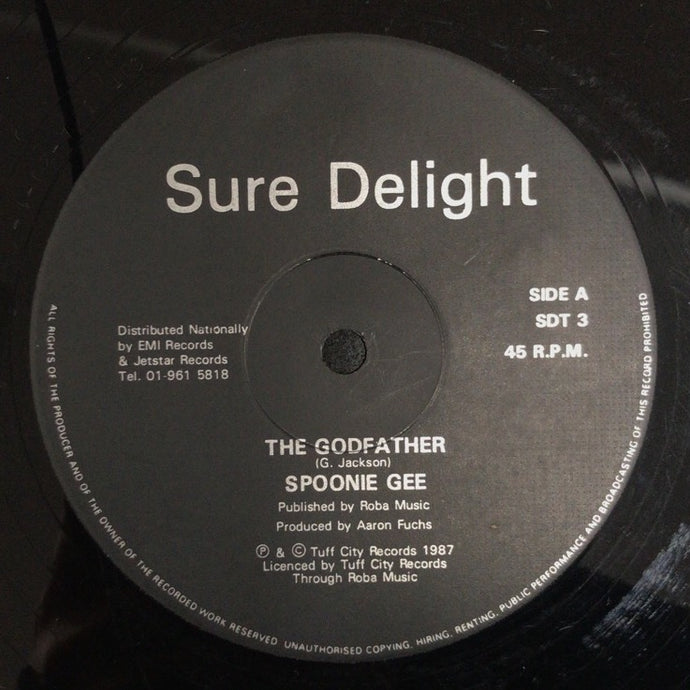 Sure Delight
SIDE A
SDT 3
45 R.P.M.
Distributed Nationally
by EMI Records
& Jetstar Records
Tel. 01-961 5818
THE GODFATHER
(G. Jackson)
SPOONIE GEE
Published by Roba Music
Produced by Aaron Fuchs
Ⓟ & © Tuff City Records 1987
Licenced by Tuff City Records
Through Roba Music
ALL RIGHTS OF THE PRODUCER AND OF THE OWNER OF THE RECORDED WORK RESERVED. UNAUTHORISED COPYING, HIRING, RENTING, PUBLIC PERFORMANCE AND BROADCASTING OF THIS RECORD PROHIBITED